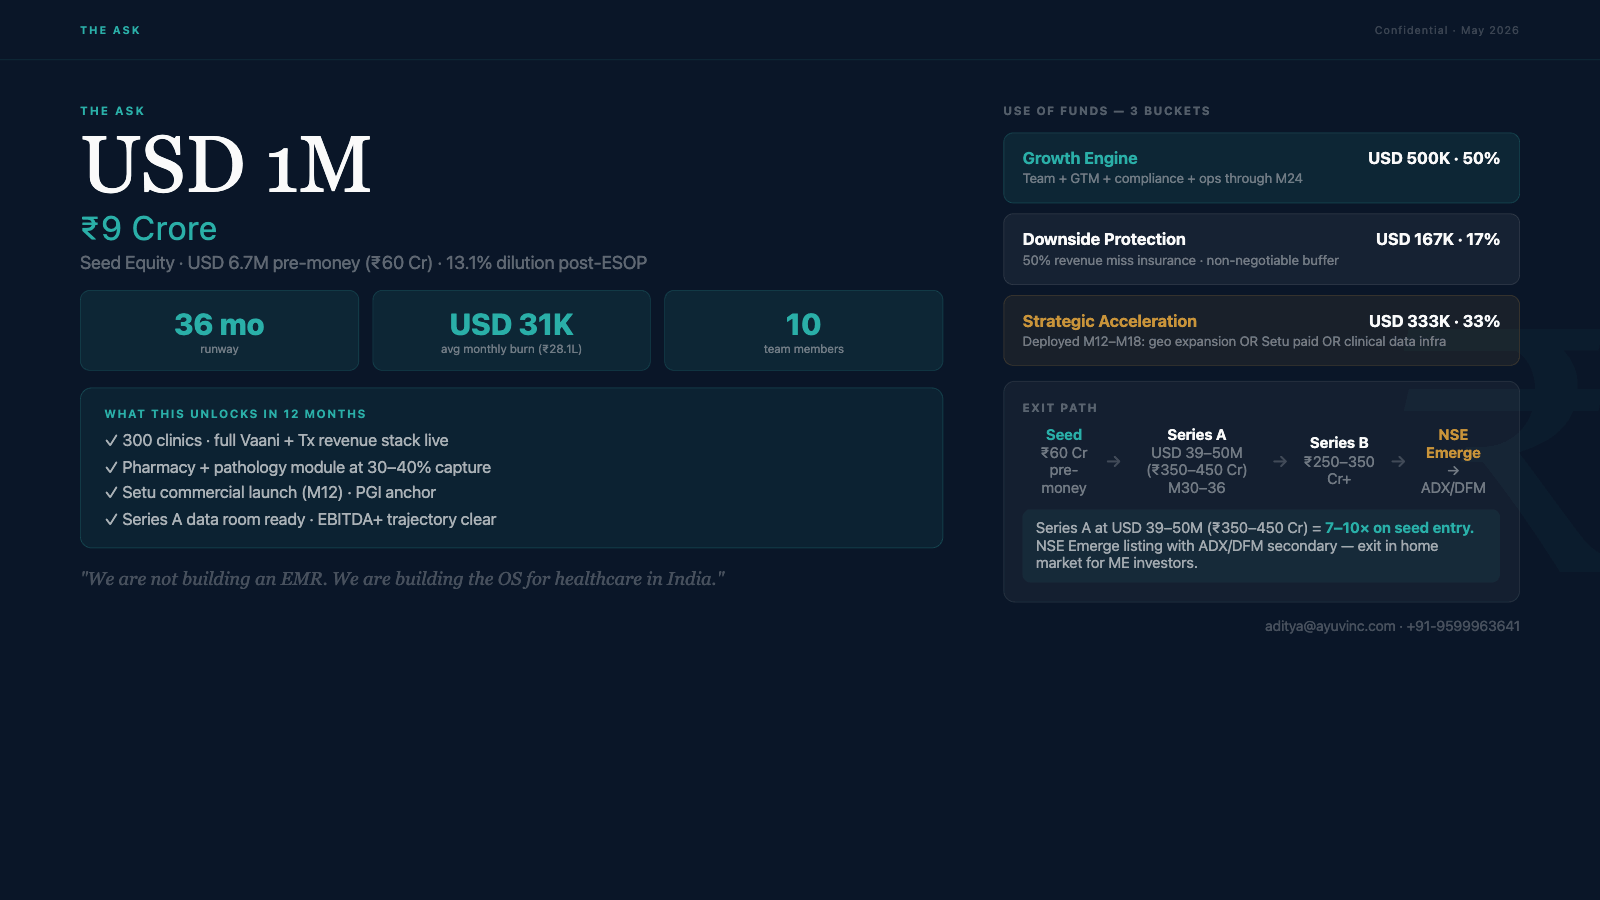 THE ASK
Confidential · May 2026
THE ASK
USD 1M
₹9 Crore
Seed Equity · USD 6.7M pre-money (₹60 Cr) · 13.1% dilution post-ESOP
36 mo
runway
USD 31K
avg monthly burn (₹28.1L)
10
team members
WHAT THIS UNLOCKS IN 12 MONTHS
✓ 300 clinics · full Vaani + Tx revenue stack live
✓ Pharmacy + pathology module at 30–40% capture
✓ Setu commercial launch (M12) · PGI anchor
✓ Series A data room ready · EBITDA+ trajectory clear
"We are not building an EMR. We are building the OS for healthcare in India."
USE OF FUNDS — 3 BUCKETS
Growth Engine
USD 500K · 50%
Team + GTM + compliance + ops through M24
Downside Protection
USD 167K · 17%
50% revenue miss insurance · non-negotiable buffer
Strategic Acceleration
USD 333K · 33%
Deployed M12–M18: geo expansion OR Setu paid OR clinical data infra
EXIT PATH
Seed
₹60 Cr
pre-
money
→
Series A
USD 39–50M
(₹350–450 Cr)
M30–36
→
Series B
₹250–350
Cr+
→
NSE
Emerge
→
ADX/DFM
Series A at USD 39–50M (₹350–450 Cr) = 7–10× on seed entry.
NSE Emerge listing with ADX/DFM secondary — exit in home
market for ME investors.
aditya@ayuvinc.com · +91-9599963641
₹